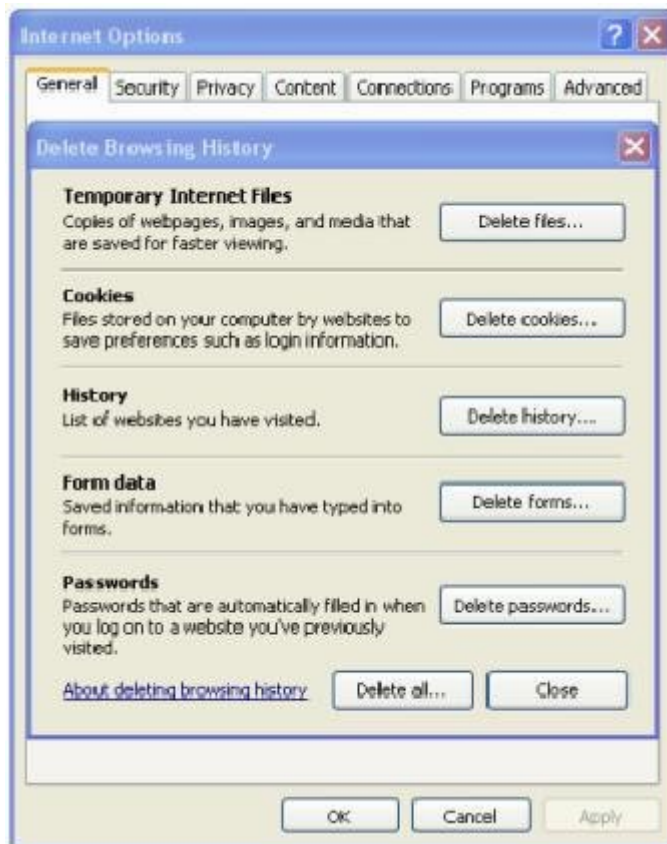 Internet Options
General Security Privacy Content Connections Programs Advanced
Delete Browsing History
Temporary Internet Files
Copies of webpages, images, and media that
are saved for faster viewing.
Delete files...
Cookies
Files stored on your computer by websites to
save preferences such as login information.
Delete cookies...
History
List of websites you have visited.
Delete history....
Form data
Saved information that you have typed into
forms.
Delete forms...
Passwords
Passwords that are automatically filled in when
you log on to a website you've previously
visited.
Delete passwords...
About deleting browsing history
Delete all...
Close
OK
Cancel
Apply